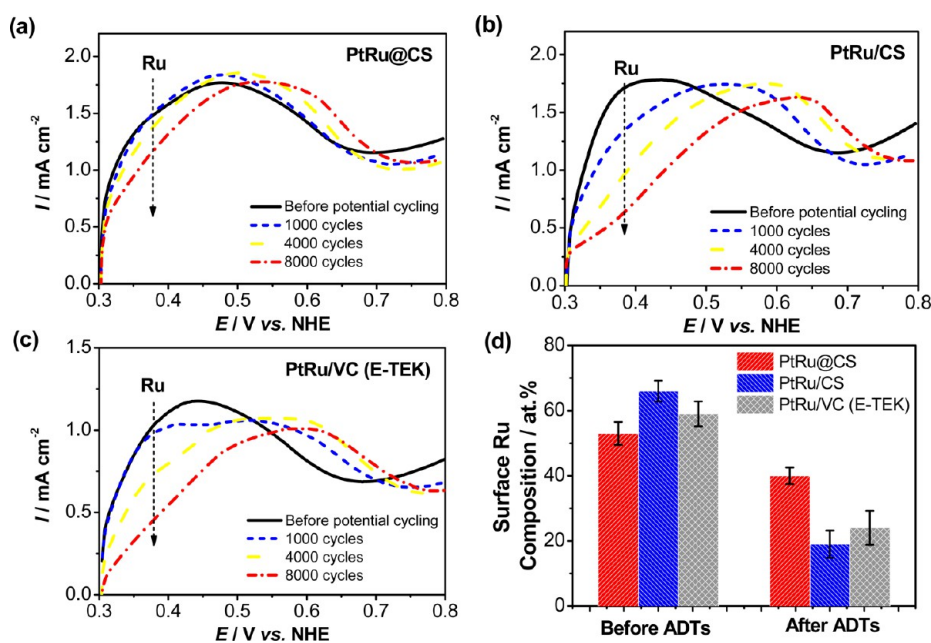 (a)
PtRu@CS
Ru
2.0
1.5
1.0
0.5
0.0
I / mA cm-2
Before potential cycling
1000 cycles
4000 cycles
8000 cycles
0.3 0.4 0.5 0.6 0.7 0.8
E / V vs. NHE
(b)
PtRu/CS
Ru
2.0
1.5
1.0
0.5
0.0
I / mA cm-2
Before potential cycling
1000 cycles
4000 cycles
8000 cycles
0.3 0.4 0.5 0.6 0.7 0.8
E / V vs. NHE
(c)
PtRu/VC (E-TEK)
Ru
1.5
1.0
0.5
0.0
I / mA cm-2
Before potential cycling
1000 cycles
4000 cycles
8000 cycles
0.3 0.4 0.5 0.6 0.7 0.8
E / V vs. NHE
(d)
PtRu@CS
PtRu/CS
PtRu/VC (E-TEK)
80
60
40
20
0
Surface Ru
Composition / at.%
Before ADTs After ADTs